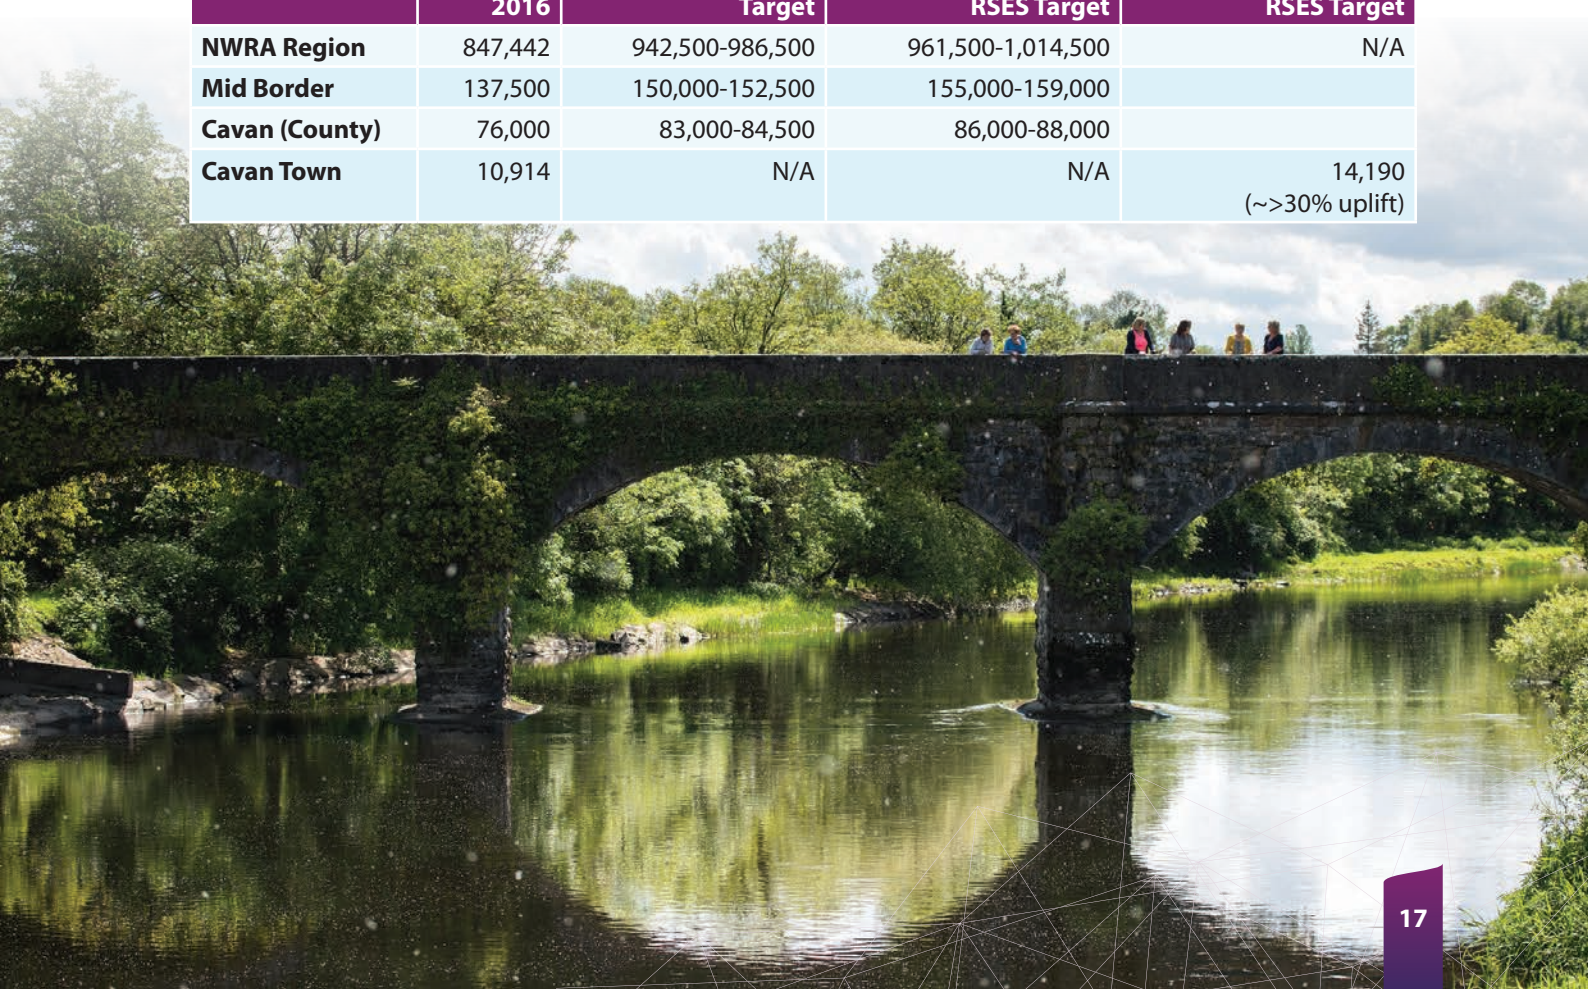 2016 Target RSES Target RSES Target
NWRA Region 847,442 942,500-986,500 961,500-1,014,500 N/A
Mid Border 137,500 150,000-152,500 155,000-159,000
Cavan (County) 76,000 83,000-84,500 86,000-88,000
Cavan Town 10,914 N/A N/A 14,190
(~>30% uplift)
17